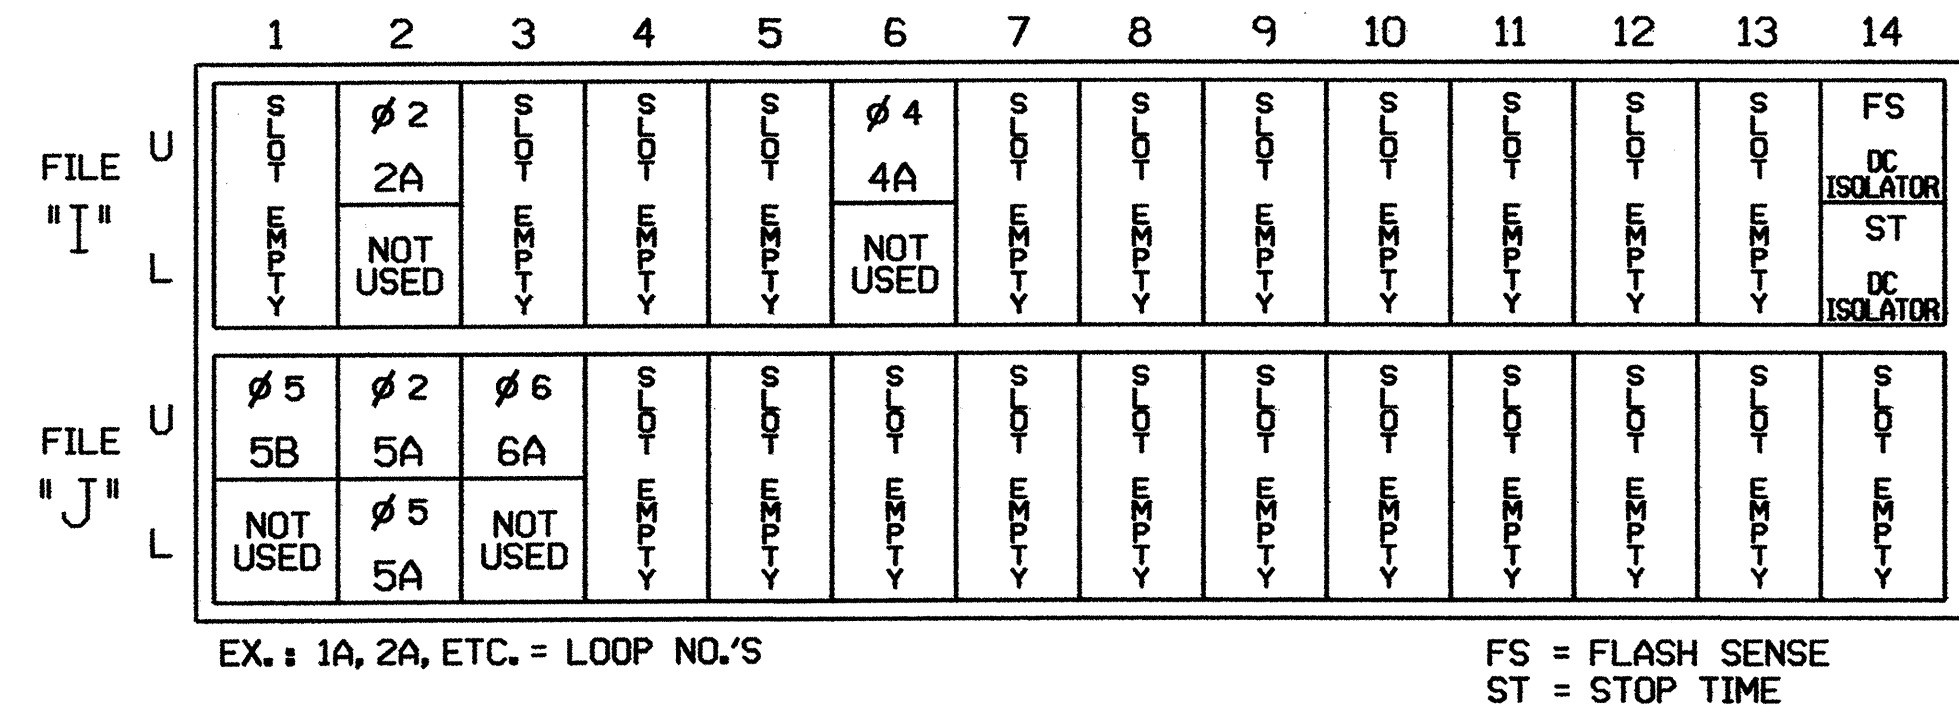 1 2 3 4 5 6 7 8 9 10 11 12 13 14
FILE "I"
U
L
SLOT EMPTY
ø 2
2A
NOT USED
SLOT EMPTY
SLOT EMPTY
SLOT EMPTY
ø 4
4A
NOT USED
SLOT EMPTY
SLOT EMPTY
SLOT EMPTY
SLOT EMPTY
SLOT EMPTY
SLOT EMPTY
SLOT EMPTY
FS
DC
ISOLATOR
ST
DC
ISOLATOR
FILE "J"
U
L
ø 5
5B
NOT USED
ø 2
5A
ø 5
5A
ø 6
6A
NOT USED
SLOT EMPTY
SLOT EMPTY
SLOT EMPTY
SLOT EMPTY
SLOT EMPTY
SLOT EMPTY
SLOT EMPTY
SLOT EMPTY
SLOT EMPTY
SLOT EMPTY
SLOT EMPTY
EX.: 1A, 2A, ETC. = LOOP NO.'S
FS = FLASH SENSE
ST = STOP TIME